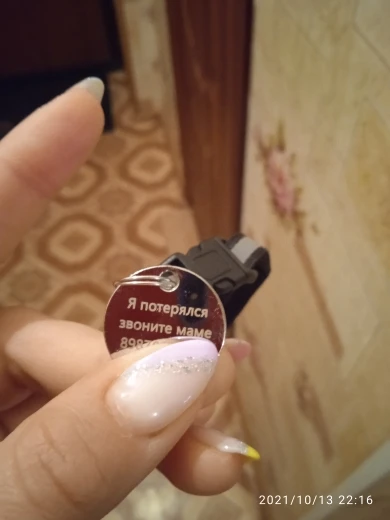 Я потерялся
звоните маме
2021/10/13 22:16